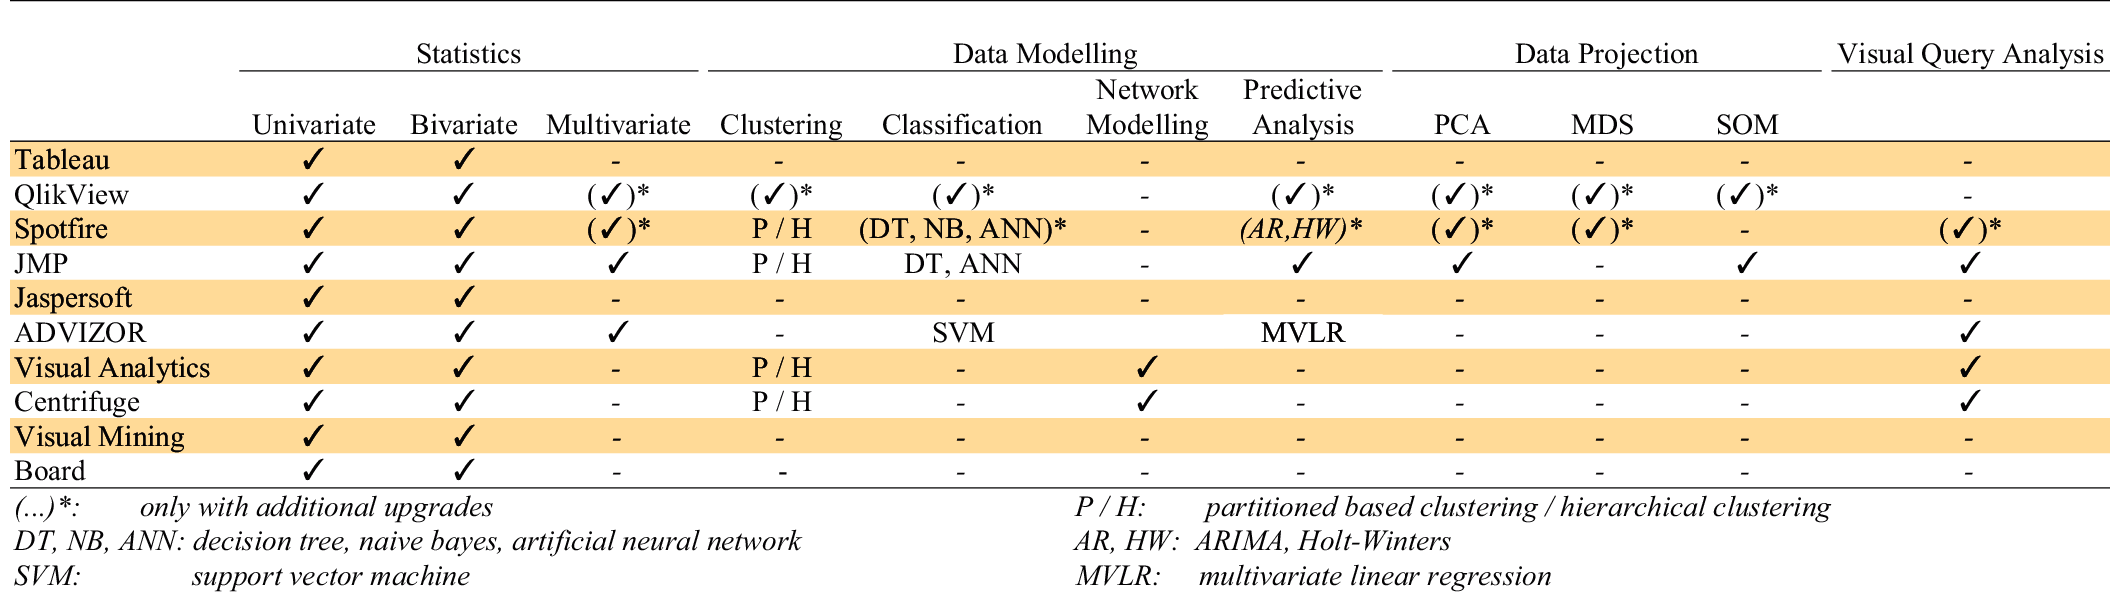 Statistics Data Modelling Data Projection Visual Query Analysis
Network Predictive
Univariate Bivariate Multivariate Clustering Classification Modelling Analysis PCA MDS SOM
Tableau ✓ ✓ - - - - - - - - -
QlikView ✓ ✓ (✓)* (✓)* (✓)* - (✓)* (✓)* (✓)* (✓)* -
Spotfire ✓ ✓ (✓)* P / H (DT, NB, ANN)* - (AR,HW)* (✓)* (✓)* - (✓)*
JMP ✓ ✓ ✓ P / H DT, ANN - ✓ ✓ - ✓ ✓
Jaspersoft ✓ ✓ - - - - - - - - -
ADVIZOR ✓ ✓ ✓ - SVM MVLR - - - ✓
Visual Analytics ✓ ✓ - P / H - ✓ - - - - ✓
Centrifuge ✓ ✓ - P / H - ✓ - - - - ✓
Visual Mining ✓ ✓ - - - - - - - - -
Board ✓ ✓ - - - - - - - - -
(...)*: only with additional upgrades P / H: partitioned based clustering / hierarchical clustering
DT, NB, ANN: decision tree, naive bayes, artificial neural network AR, HW: ARIMA, Holt-Winters
SVM: support vector machine MVLR: multivariate linear regression